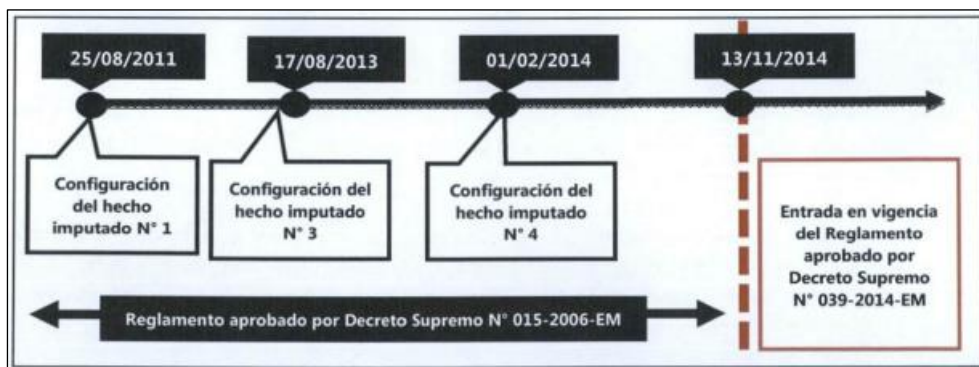 25/08/2011
17/08/2013
01/02/2014
13/11/2014
Configuración
del hecho
imputado N° 1
Configuración del
hecho imputado
N° 3
Configuración del
hecho imputado
N° 4
Entrada en vigencia
del Reglamento
aprobado por
Decreto Supremo
N° 039-2014-EM
Reglamento aprobado por Decreto Supremo N° 015-2006-EM